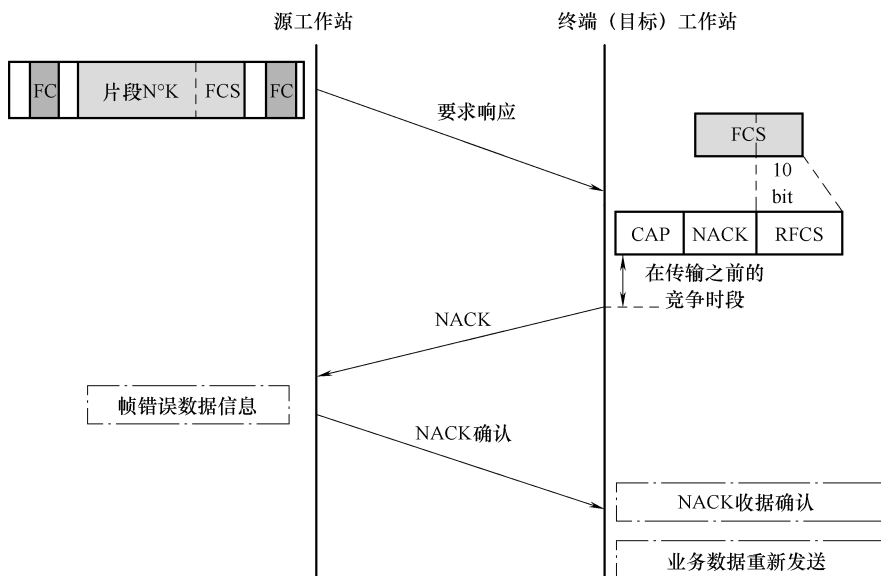 源工作站
终端（目标）工作站
FC
片段N°K
FCS
FC
要求响应
FCS
10
bit
CAP
NACK
RFCS
在传输之前的
竞争时段
NACK
帧错误数据信息
NACK确认
NACK收据确认
业务数据重新发送